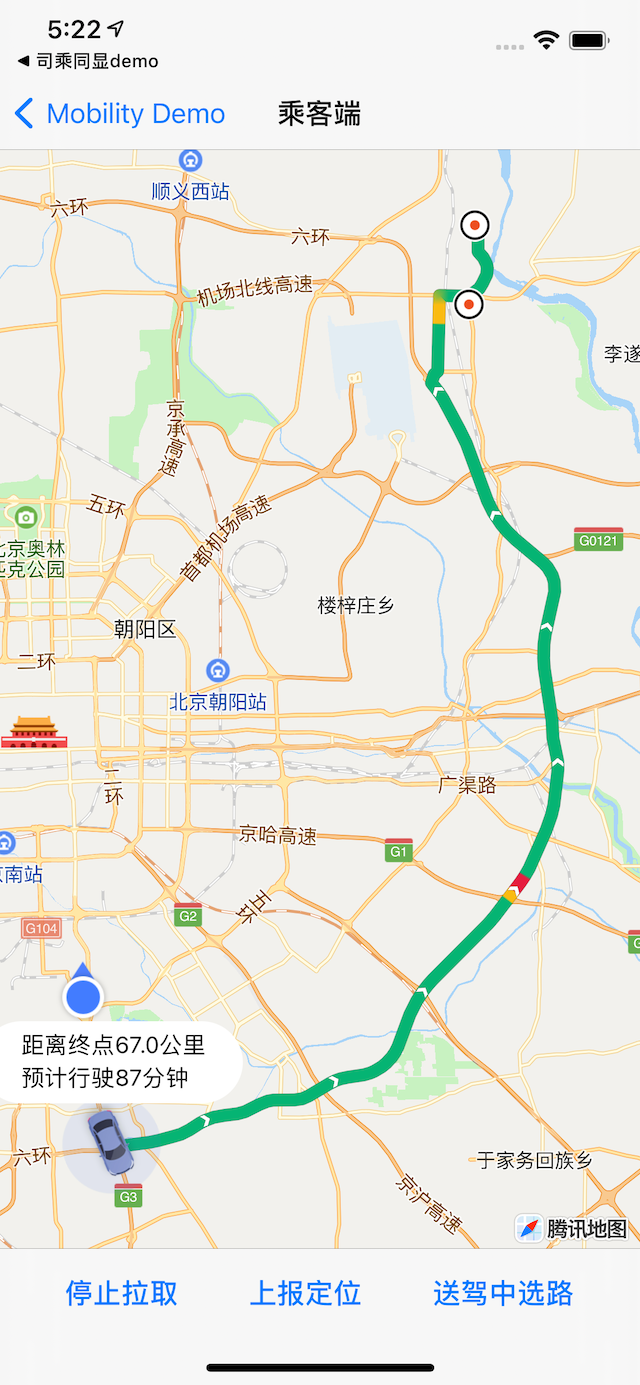 5:22
司乘同显demo
Mobility Demo
乘客端
顺义西站
六环
六环
机场北线高速
李遂
京承高速
五环
首都机场高速
G0121
北京奥林
匹克公园
楼梓庄乡
朝阳区
二环
北京朝阳站
二环
广渠路
京哈高速
G1
京南站
五环
G2
G104
G
距离终点67.0公里
预计行驶87分钟
六环
G3
于家务回族乡
京沪高速
腾讯地图
停止拉取
上报定位
送驾中选路